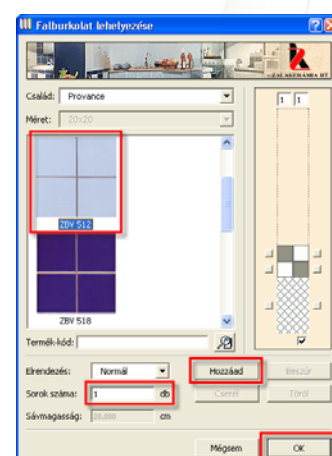 Falburkolat lehelyezése
ZALAKERÁMIA RT.
Család: Provance
1 1
Méret: 20x20
ZBV 512
ZBV 518
Termék-kód:
Elrendezés: Normál Hozzáad Beszúr
Sorok száma: 1 db Cserél Töröl
Sávmagasság: 20,000 cm
Mégsem OK